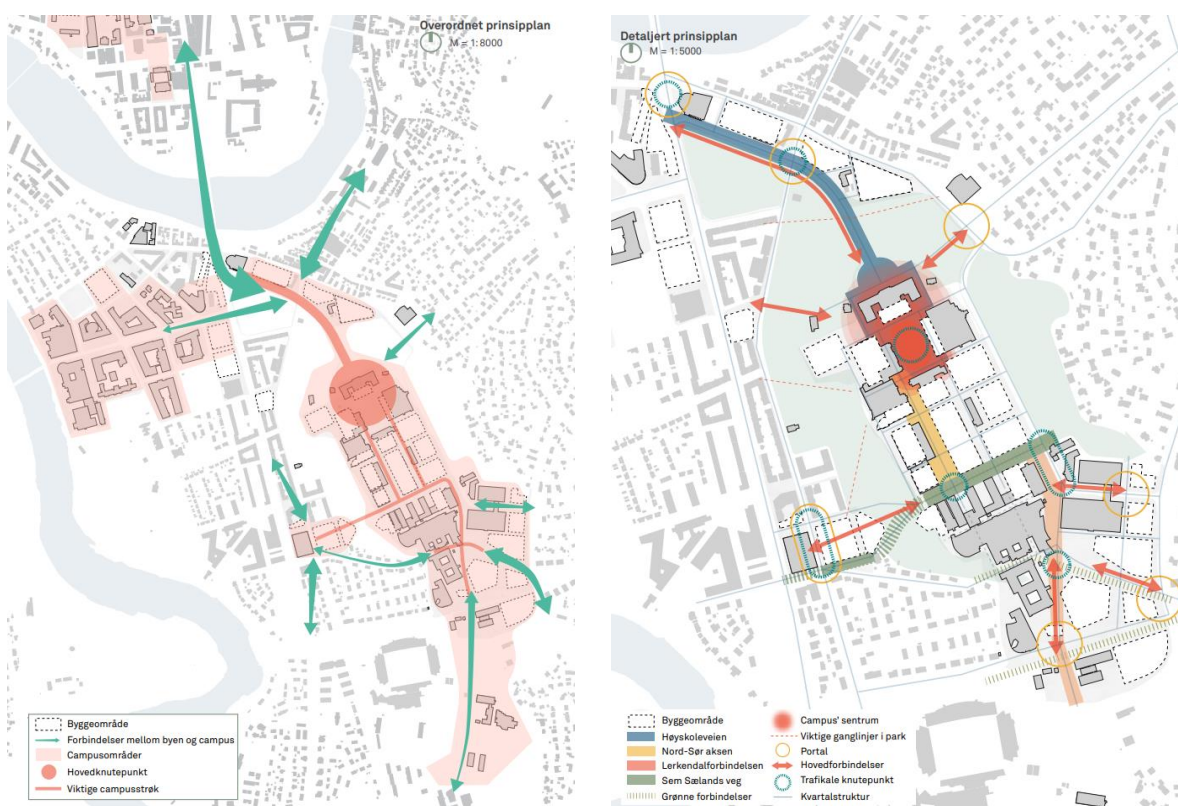 Overordnet prinsipplan
M = 1:8000
Byggeområde
Forbindelser mellom byen og campus
Campusområder
Hovedknutepunkt
Viktige campusstrøk
Detaljert prinsipplan
M = 1:5000
Byggeområde
Høyskoleveien
Nord-Sør aksen
Lerkendalforbindelsen
Sem Sælands veg
Grønne forbindelser
Campus' sentrum
Viktige ganglinjer i park
Portal
Hovedforbindelser
Trafikale knutepunkt
Kvartalstruktur